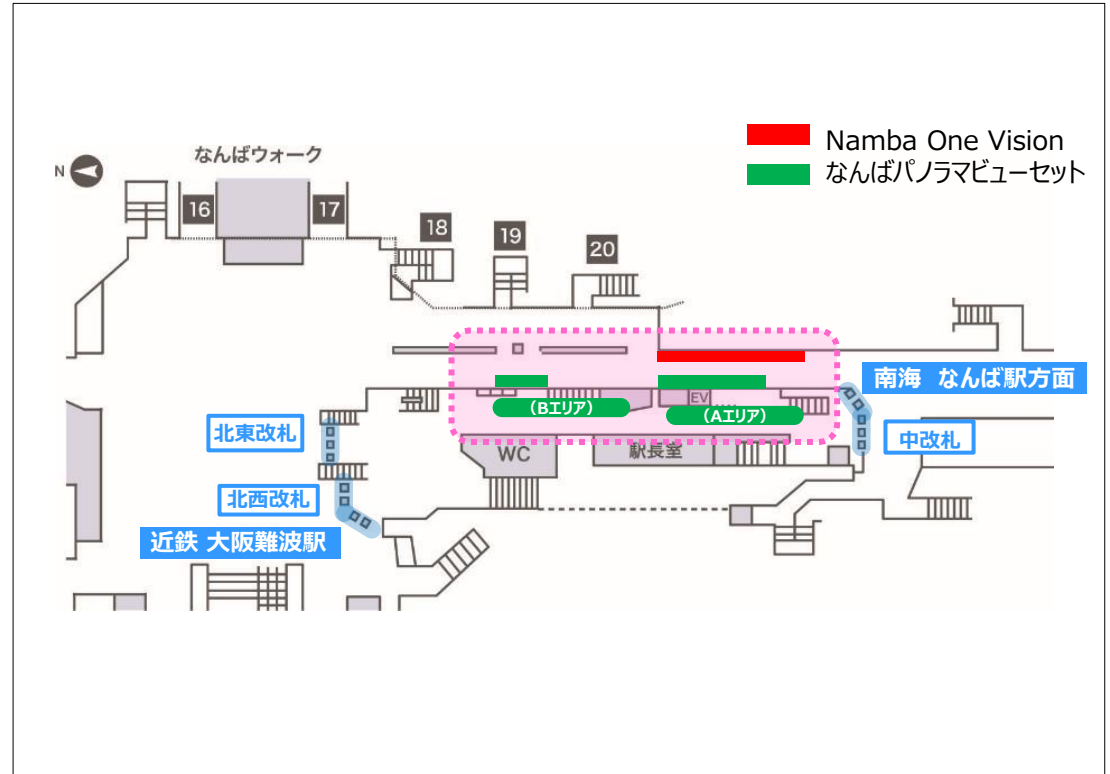 Namba One Vision
なんばパノラマビューセット
なんばウォーク
N
16
17
18
19
20
南海 なんば駅方面
EV
（Bエリア）
（Aエリア）
北東改札
中改札
WC
駅長室
北西改札
近鉄 大阪難波駅